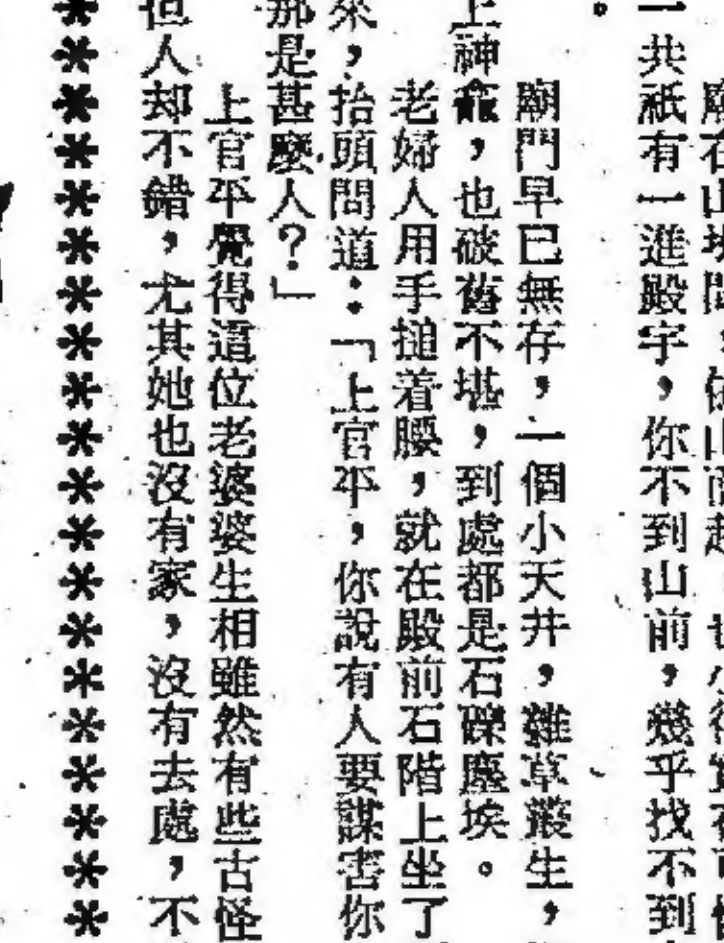 一共祇有一進殿宇，你不到山前，幾乎找不到
。
廟門早已無存，一個小天井，雜草叢生，
上神龕，也破舊不堪，到處都是石礫塵埃。
老婦人用手搥着腰，就在殿前石階上坐了
來，抬頭問道：「上官平，你說有人要謀害你
那是甚麼人？」
上官平覺得這位老婆婆生相雖然有些古怪
但人却不錯，尤其她也沒有家，沒有去處，不
＊＊＊＊＊＊＊＊＊＊＊＊＊＊＊＊＊＊＊＊